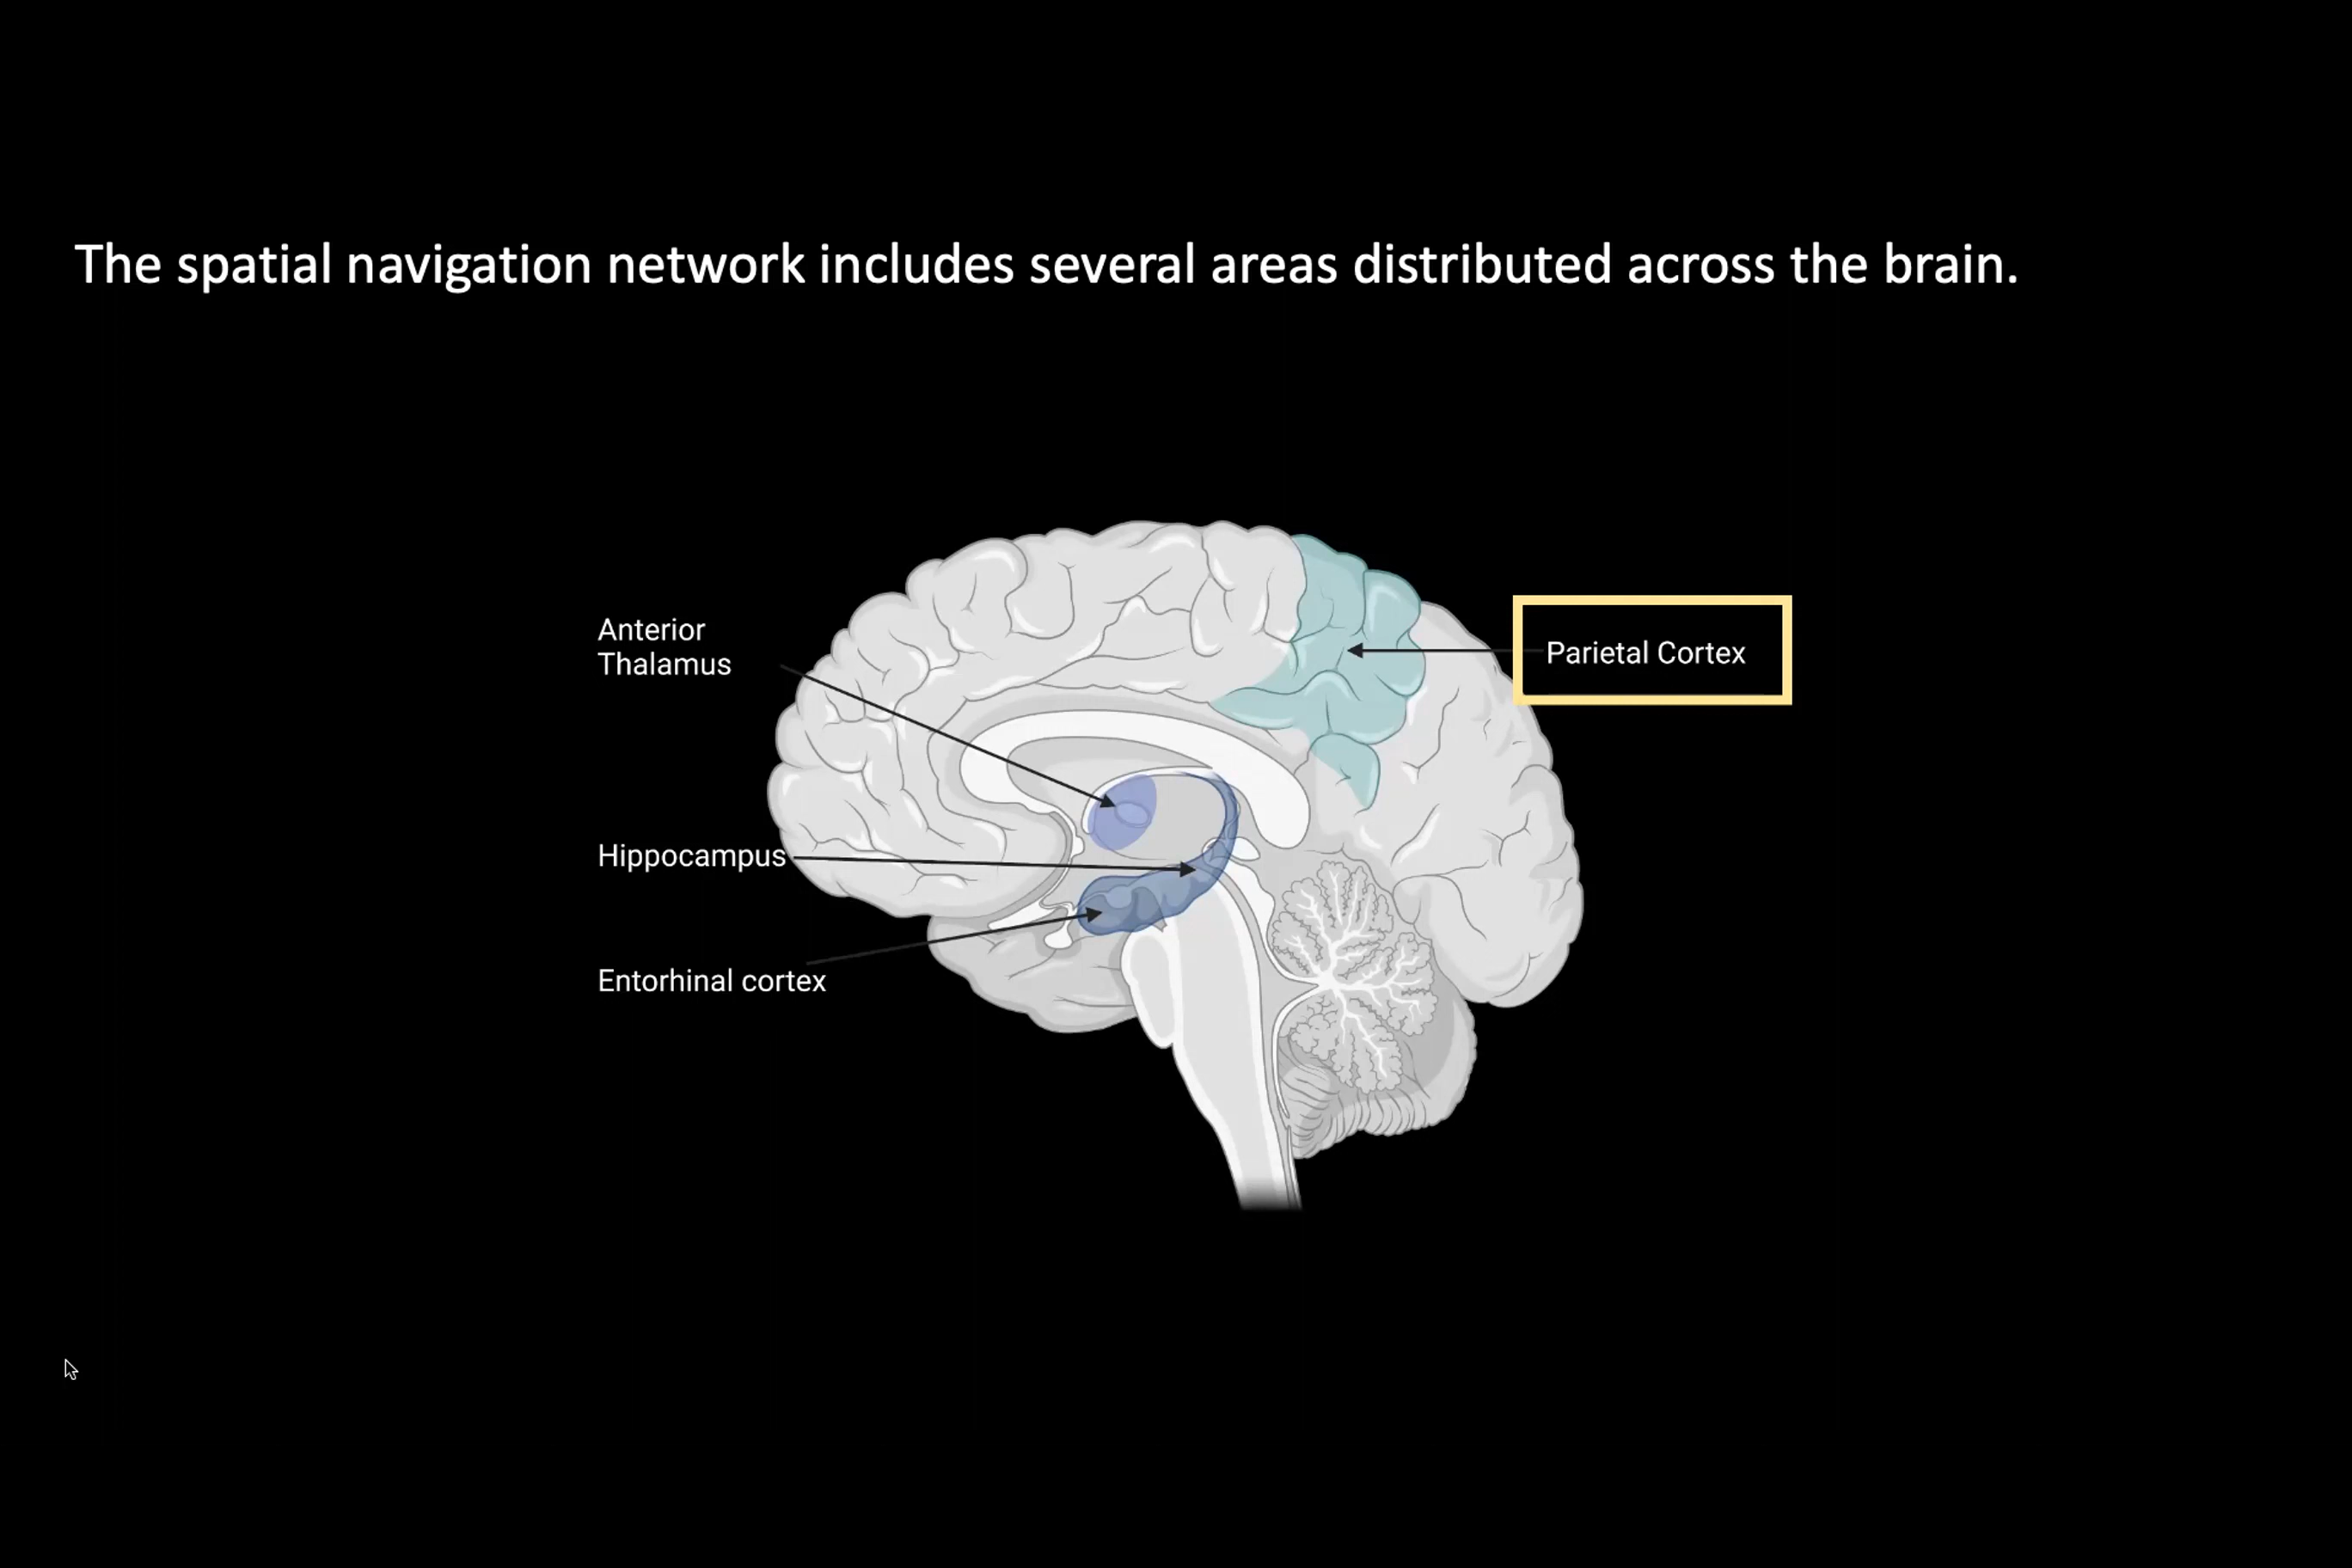 The spatial navigation network includes several areas distributed across the brain.
Anterior
Thalamus
Parietal Cortex
Hippocampus
Entorhinal cortex